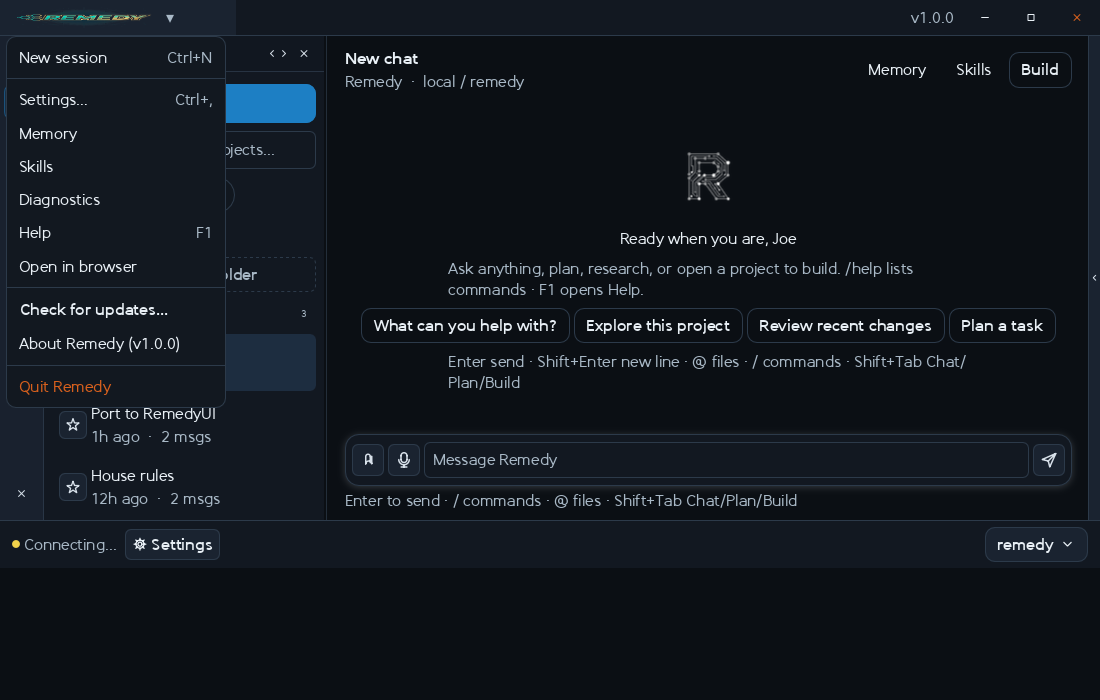 REMEDY ▼
v1.0.0
New session Ctrl+N
Settings... Ctrl+,
Memory
Skills
Diagnostics
Help F1
Open in browser
Check for updates...
About Remedy (v1.0.0)
Quit Remedy
3
Port to RemedyUI
1h ago · 2 msgs
House rules
12h ago · 2 msgs
New chat
Remedy · local / remedy
Memory Skills Build
Ready when you are, Joe
Ask anything, plan, research, or open a project to build. /help lists
commands · F1 opens Help.
What can you help with? Explore this project Review recent changes Plan a task
Enter send · Shift+Enter new line · @ files · / commands · Shift+Tab Chat/
Plan/Build
Message Remedy
Enter to send · / commands · @ files · Shift+Tab Chat/Plan/Build
Connecting... Settings
remedy